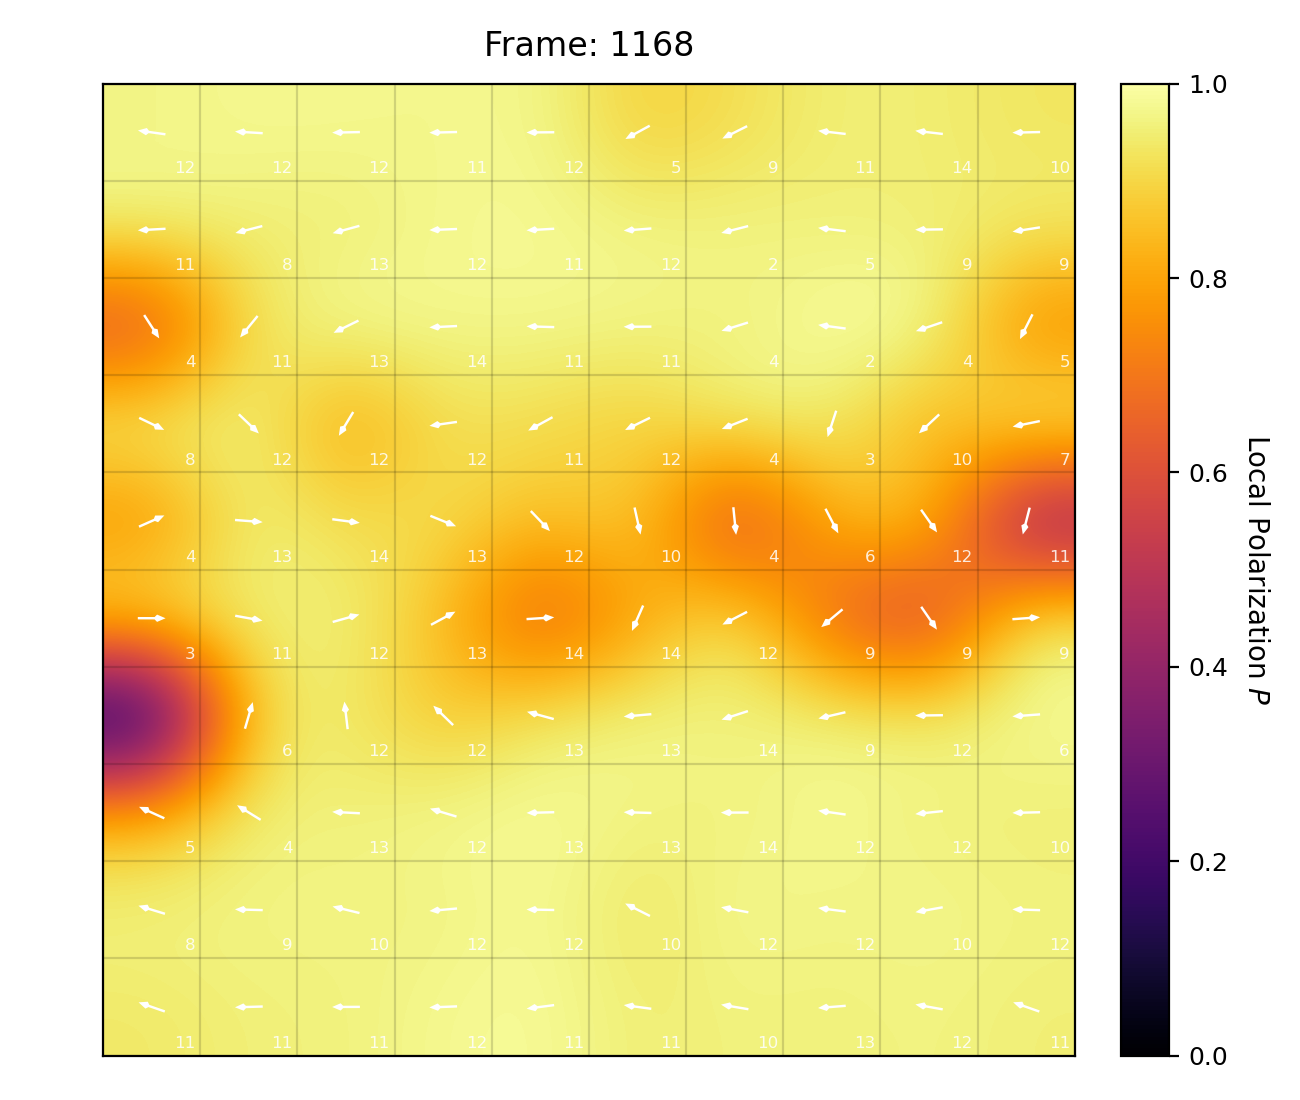 Frame: 1168
12 12 12 11 12 5 9 11 14 10
11 8 13 12 11 12 2 5 9 9
4 11 13 14 11 11 4 2 4 5
8 12 12 12 11 12 4 3 10 7
4 13 14 13 12 10 4 6 12 11
3 11 12 13 14 14 12 9 9 9
6 12 12 13 13 14 9 12 6
5 4 13 12 13 13 14 12 12 10
8 9 10 12 12 10 12 12 10 12
11 11 11 12 11 11 10 13 12 11
1.0
0.8
0.6
0.4
0.2
0.0
Local Polarization P